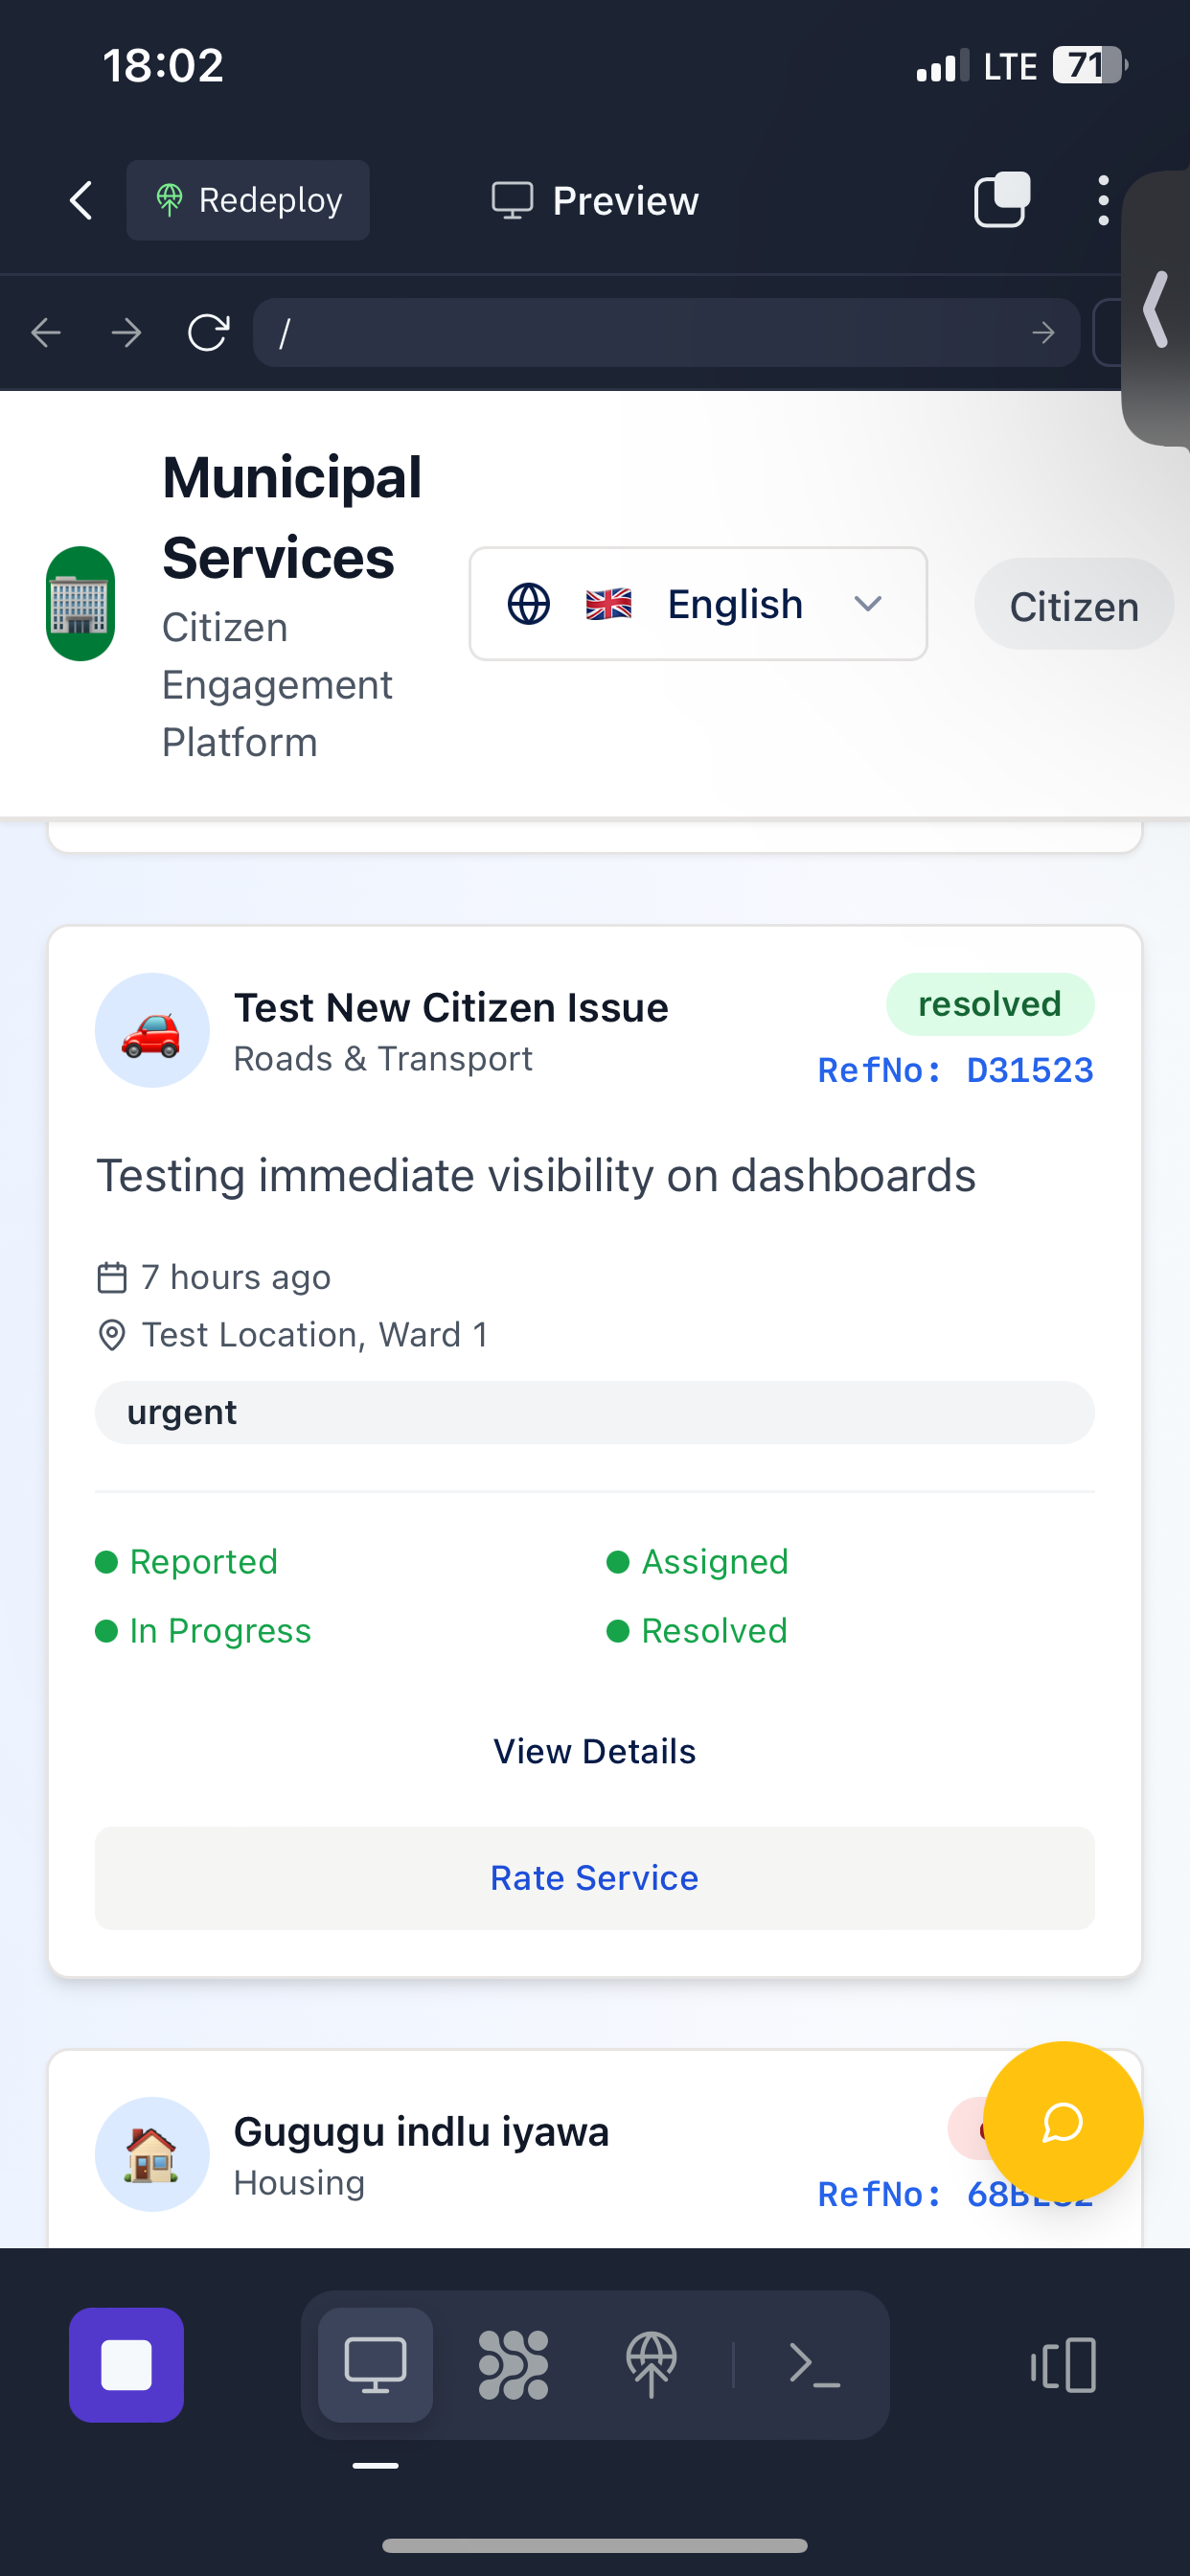 18:02
LTE 71
Redeploy
Preview
/
Municipal
Services
Citizen
Engagement
Platform
English
Citizen
Test New Citizen Issue
resolved
Roads & Transport
RefNo: D31523
Testing immediate visibility on dashboards
7 hours ago
Test Location, Ward 1
urgent
Reported
Assigned
In Progress
Resolved
View Details
Rate Service
Gugugu indlu iyawa
Housing
RefNo: